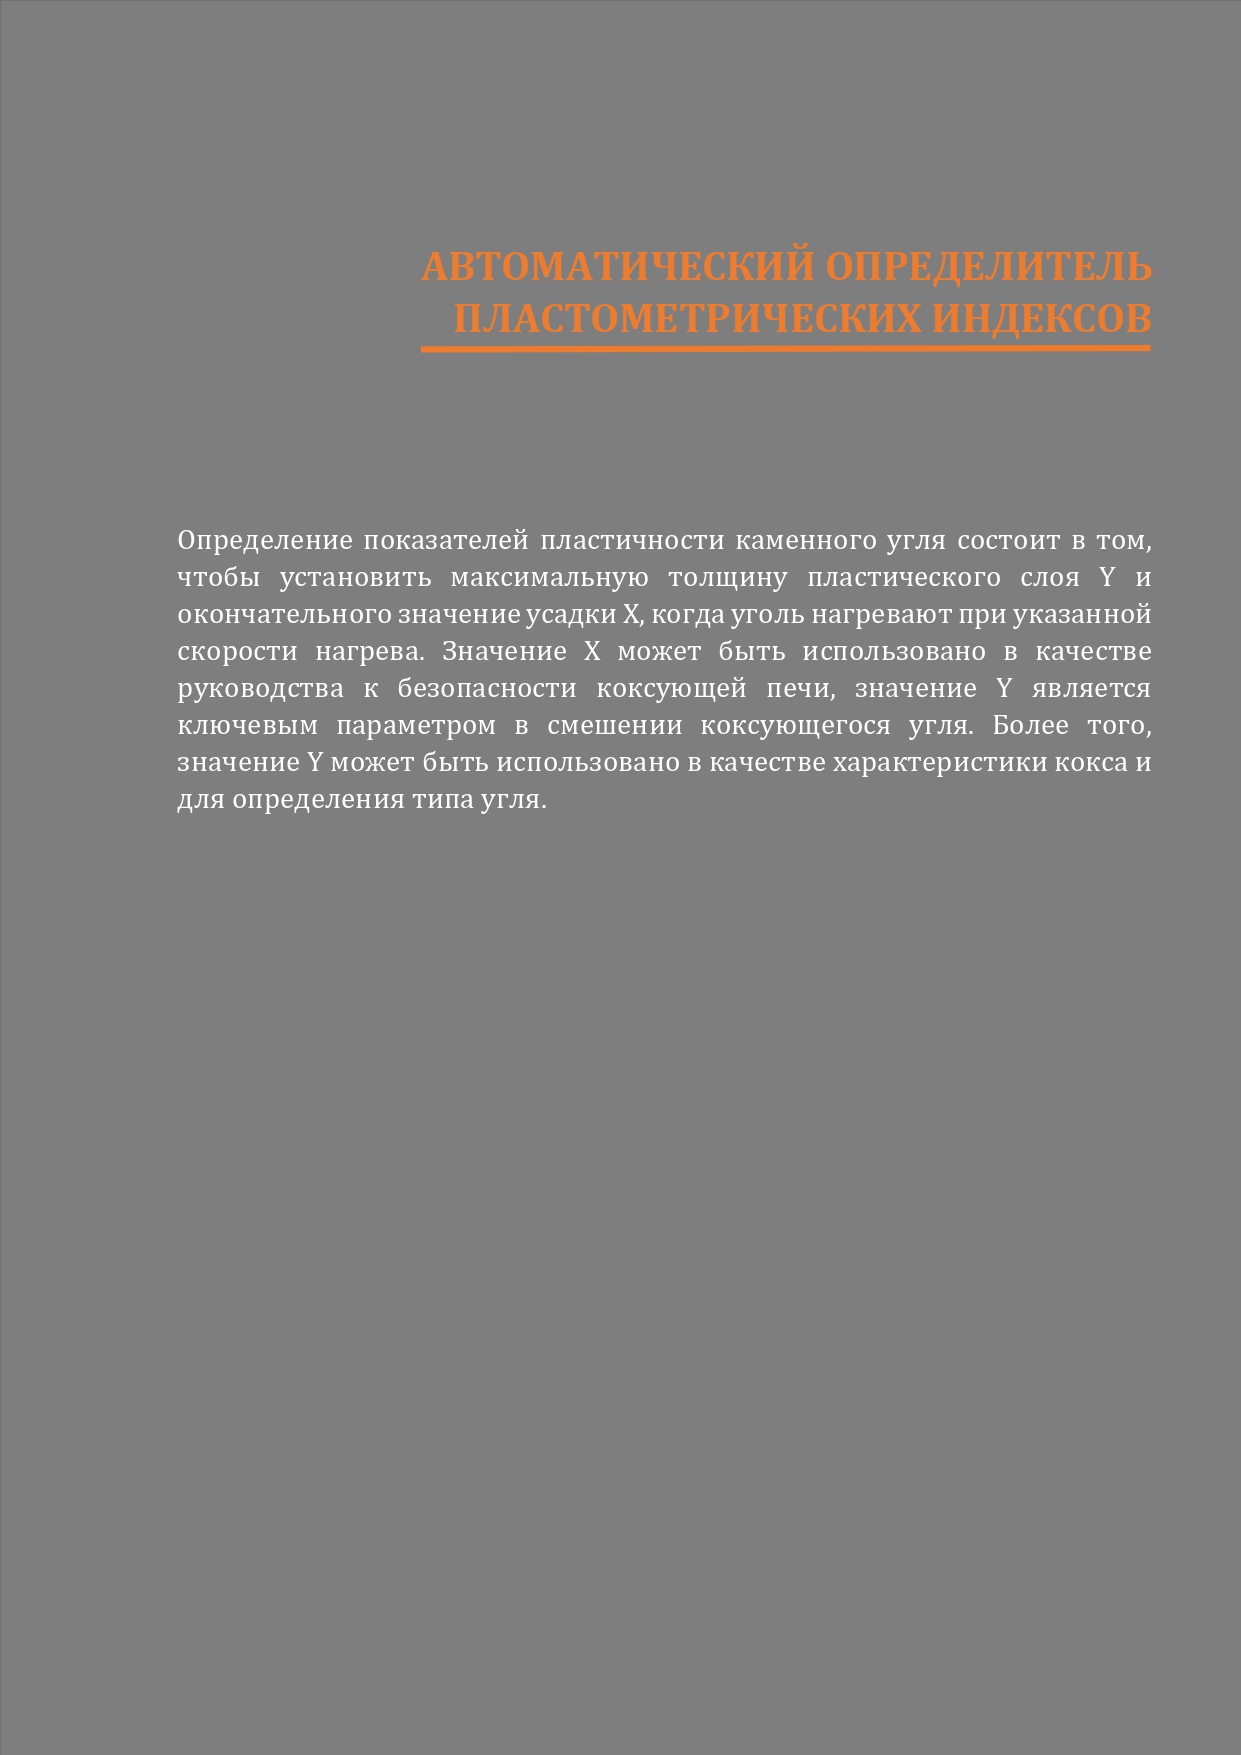 АВТОМАТИЧЕСКИЙ ОПРЕДЕЛИТЕЛЬ
ПЛАСТОМЕТРИЧЕСКИХ ИНДЕКСОВ
Определение показателей пластичности каменного угля состоит в том,
чтобы установить максимальную толщину пластического слоя Y и
окончательного значение усадки X, когда уголь нагревают при указанной
скорости нагрева. Значение X может быть использовано в качестве
руководства к безопасности коксующей печи, значение Y является
ключевым параметром в смешении коксующегося угля. Более того,
значение Y может быть использовано в качестве характеристики кокса и
для определения типа угля.